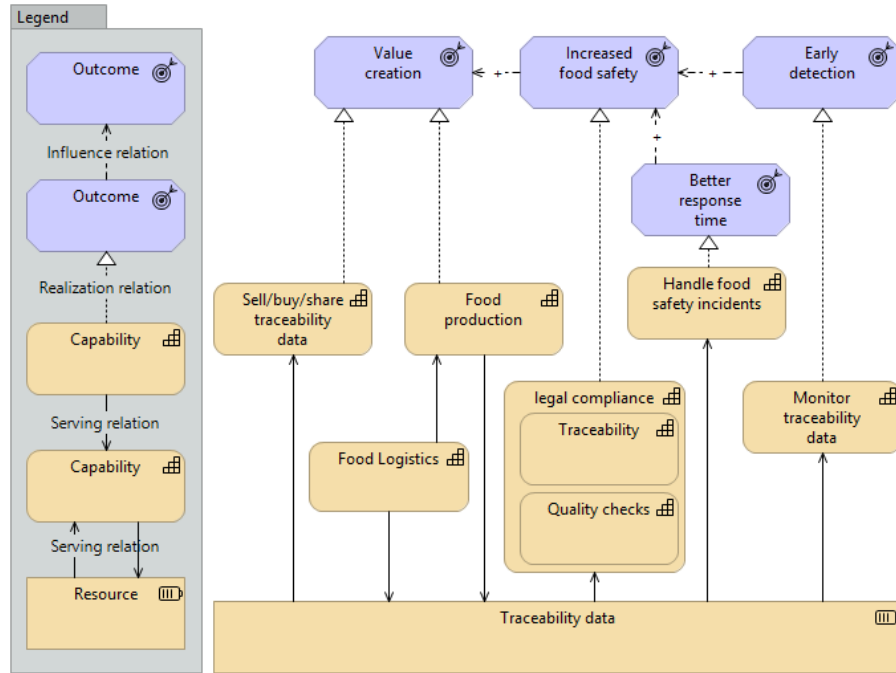 Legend
Outcome
Influence relation
Outcome
Realization relation
Capability
Serving relation
Capability
Serving relation
Resource
Value
creation
+
Increased
food safety
+
Early
detection
+
Better
response
time
Sell/buy/share
traceability
data
Food
production
Handle food
safety incidents
legal compliance
Traceability
Quality checks
Monitor
traceability
data
Food Logistics
Traceability data